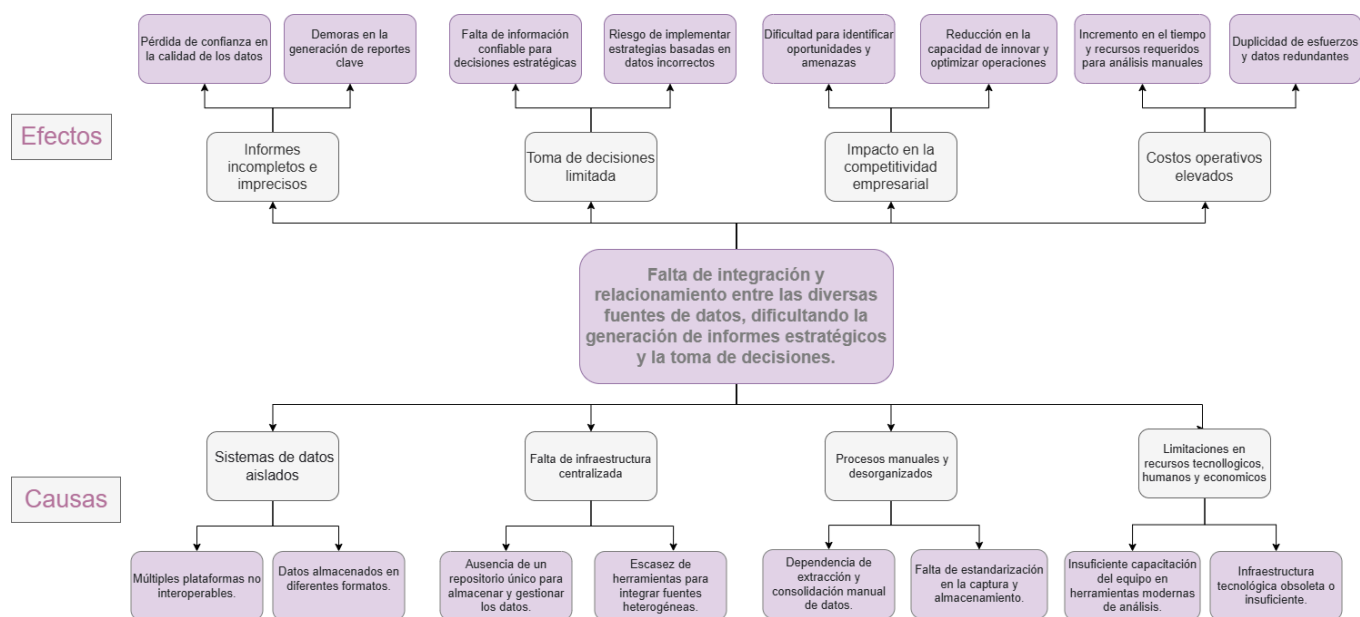 Pérdida de confianza en
la calidad de los datos
Demoras en la
generación de reportes
clave
Falta de información
confiable para
decisiones estratégicas
Riesgo de implementar
estrategias basadas en
datos incorrectos
Dificultad para identificar
oportunidades y
amenazas
Reducción en la
capacidad de innovar y
optimizar operaciones
Incremento en el tiempo
y recursos requeridos
para análisis manuales
Duplicidad de esfuerzos
y datos redundantes
Efectos
Informes
incompletos e
imprecisos
Toma de decisiones
limitada
Impacto en la
competitividad
empresarial
Costos operativos
elevados
Falta de integración y
relacionamiento entre las diversas
fuentes de datos, dificultando la
generación de informes estratégicos
y la toma de decisiones.
Sistemas de datos
aislados
Falta de infraestructura
centralizada
Procesos manuales y
desorganizados
Limitaciones en
recursos tecnollogicos,
humanos y economicos
Causas
Múltiples plataformas no
interoperables.
Datos almacenados en
diferentes formatos.
Ausencia de un
repositorio único para
almacenar y gestionar
los datos.
Escasez de
herramientas para
integrar fuentes
heterogéneas.
Dependencia de
extracción y
consolidación manual
de datos.
Falta de estandarización
en la captura y
almacenamiento.
Insuficiente capacitación
del equipo en
herramientas modernas
de análisis.
Infraestructura
tecnológica obsoleta o
insuficiente.